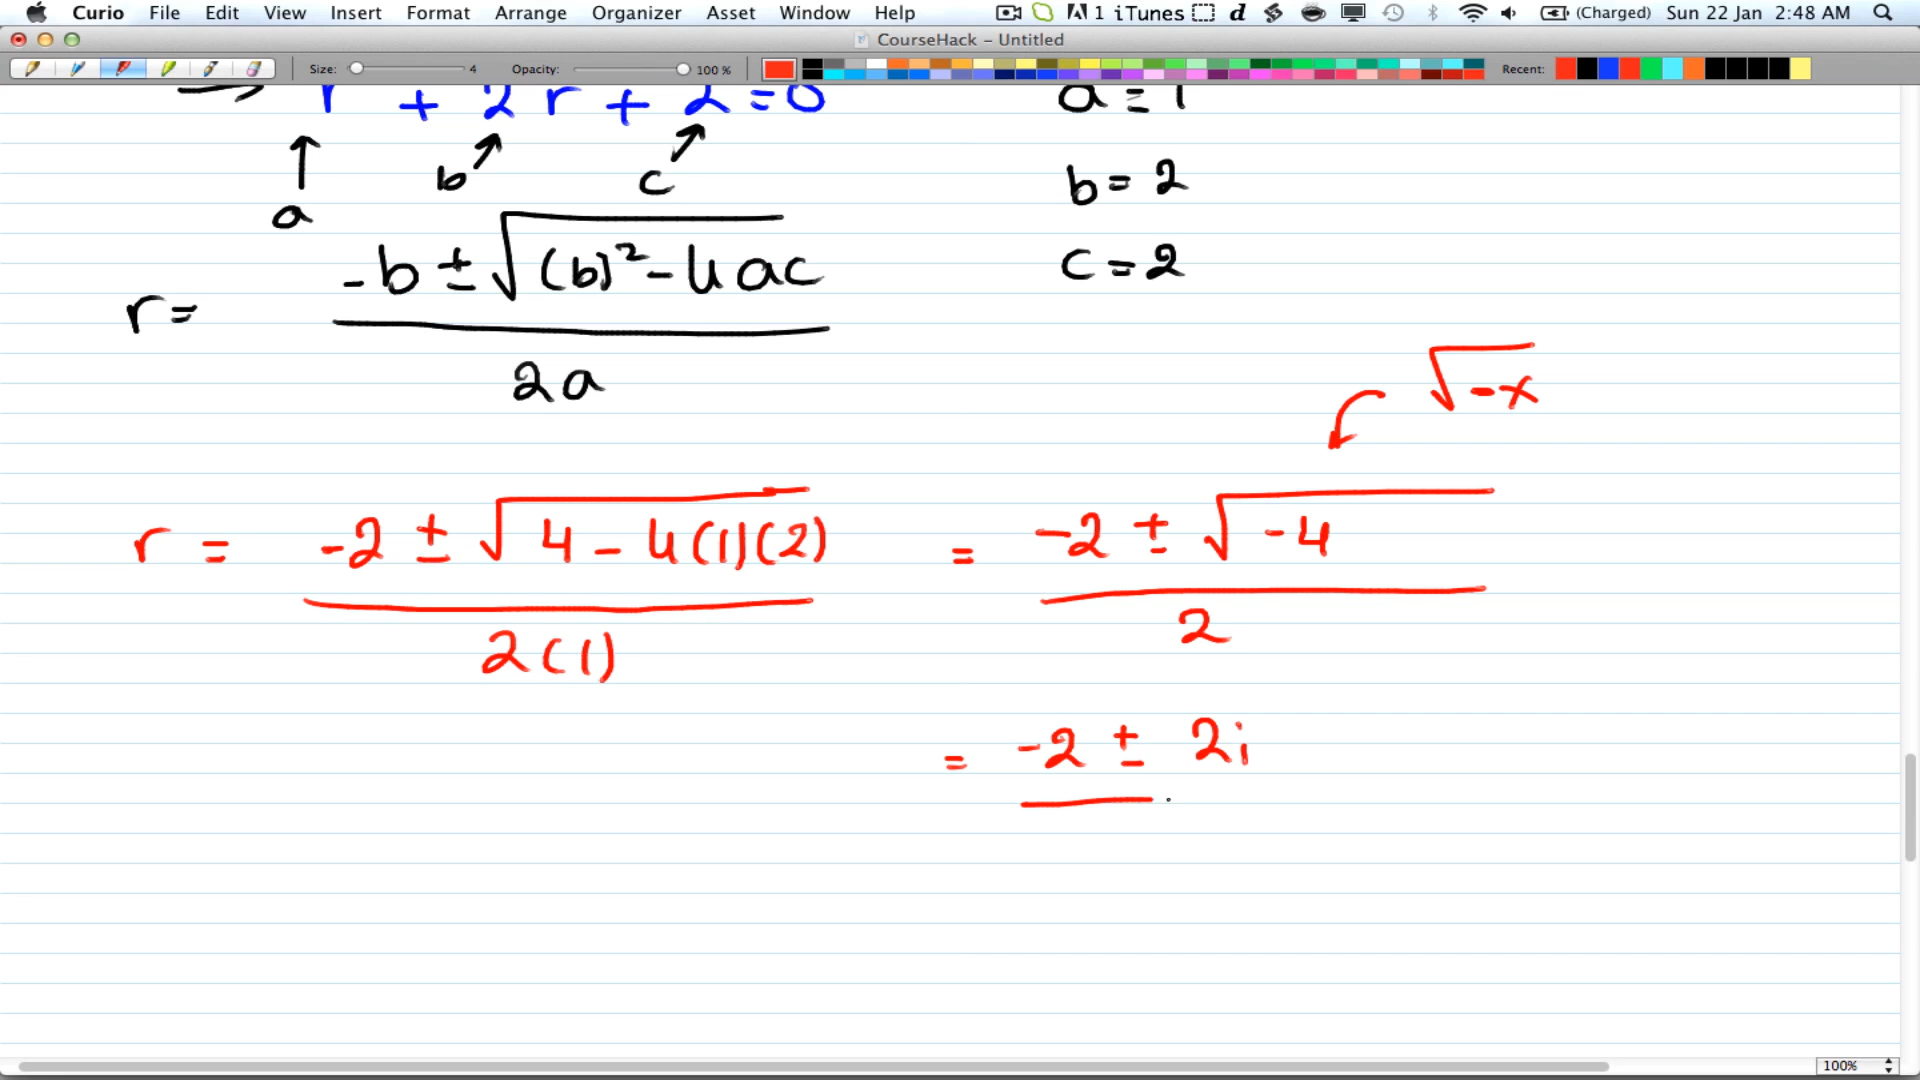 Curio File Edit View Insert Format Arrange Organizer Asset Window Help 1 iTunes d (Charged) Sun 22 Jan 2:48 AM
CourseHack – Untitled
Size: 4 Opacity: 100 % Recent:
→ r + 2 r + 2 = 0
a = 1
a b c
b = 2
c = 2
r = (-b ± √((b)² - 4ac)) / 2a
√-x
r = (-2 ± √(4 - 4(1)(2))) / 2(1) = (-2 ± √-4) / 2
= -2 ± 2i
100%